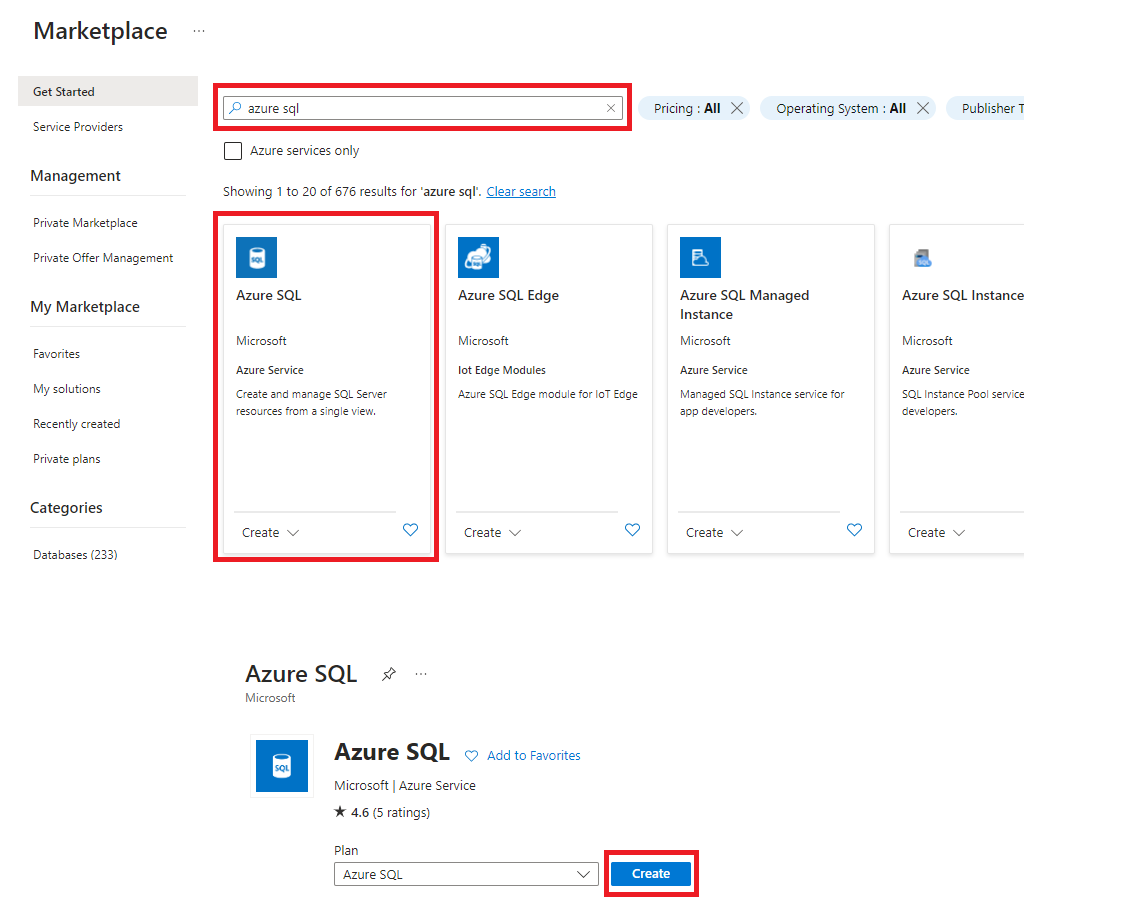 Marketplace ...
Get Started
Service Providers
Management
Private Marketplace
Private Offer Management
My Marketplace
Favorites
My solutions
Recently created
Private plans
Categories
Databases (233)
azure sql
Pricing : All
Operating System : All
Publisher T
Azure services only
Showing 1 to 20 of 676 results for 'azure sql'. Clear search
SQL
Azure SQL
Microsoft
Azure Service
Create and manage SQL Server
resources from a single view.
Create
Azure SQL Edge
Microsoft
Iot Edge Modules
Azure SQL Edge module for IoT Edge
Create
Azure SQL Managed
Instance
Microsoft
Azure Service
Managed SQL Instance service for
app developers.
Create
SQL
Azure SQL Instance
Microsoft
Azure Service
SQL Instance Pool service
developers.
Create
Azure SQL ...
Microsoft
SQL
Azure SQL
Add to Favorites
Microsoft | Azure Service
★ 4.6 (5 ratings)
Plan
Azure SQL
Create